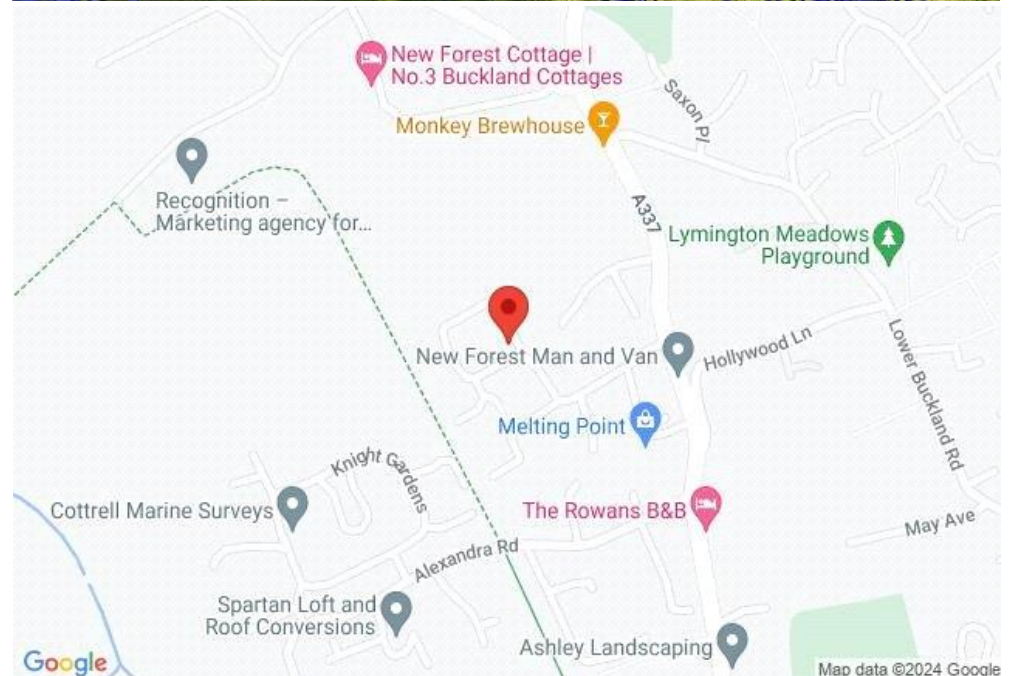 New Forest Cottage |
No.3 Buckland Cottages
Saxon Pl
Monkey Brewhouse
Recognition –
Marketing agency for...
A337
Lymington Meadows
Playground
New Forest Man and Van
Hollywood Ln
Lower Buckland Rd
Melting Point
Knight Gardens
Cottrell Marine Surveys
The Rowans B&B
May Ave
Alexandra Rd
Spartan Loft and
Roof Conversions
Ashley Landscaping
Google
Map data ©2024 Google